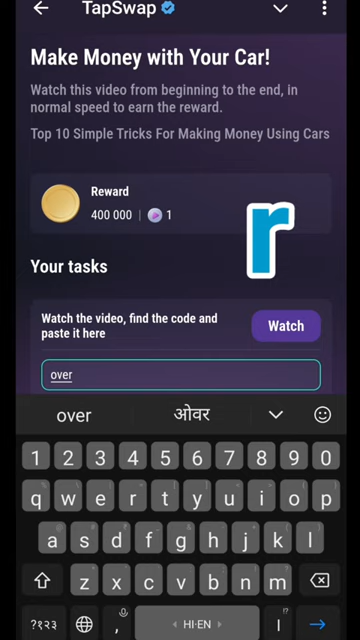 TapSwap
Make Money with Your Car!
Watch this video from beginning to the end, in
normal speed to earn the reward.
Top 10 Simple Tricks For Making Money Using Cars
Reward
400 000 | 1
r
Your tasks
Watch the video, find the code and
paste it here
Watch
over
over ओवर
1 2 3 4 5 6 7 8 9 0
q w e r t y u i o p
a s d f g h j k l
z x c v b n m
?१२३ , HI·EN ।